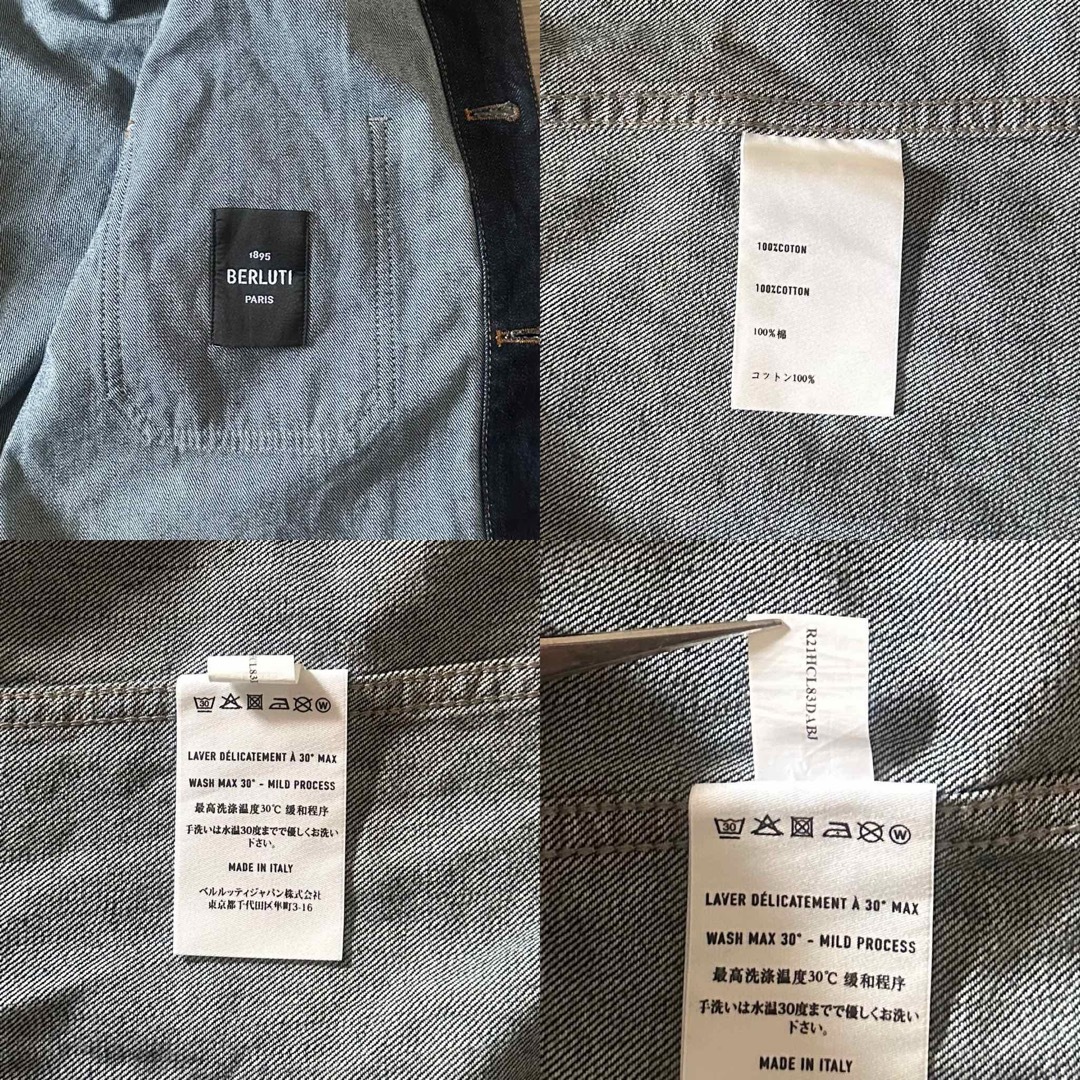 1895
BERLUTI
PARIS
100%COTON
100%COTTON
100%棉
コットン100%
30
W
LAVER DÉLICATEMENT À 30° MAX
WASH MAX 30° - MILD PROCESS
最高洗涤温度30℃ 缓和程序
手洗いは水温30度までで優しくお洗い
下さい。
MADE IN ITALY
ベルルッティジャパン株式会社
東京都千代田区隼町3-16
R21HCL83DABJ
30
W
LAVER DÉLICATEMENT À 30° MAX
WASH MAX 30° - MILD PROCESS
最高洗涤温度30℃ 缓和程序
手洗いは水温30度までで優しくお洗い
下さい。
MADE IN ITALY